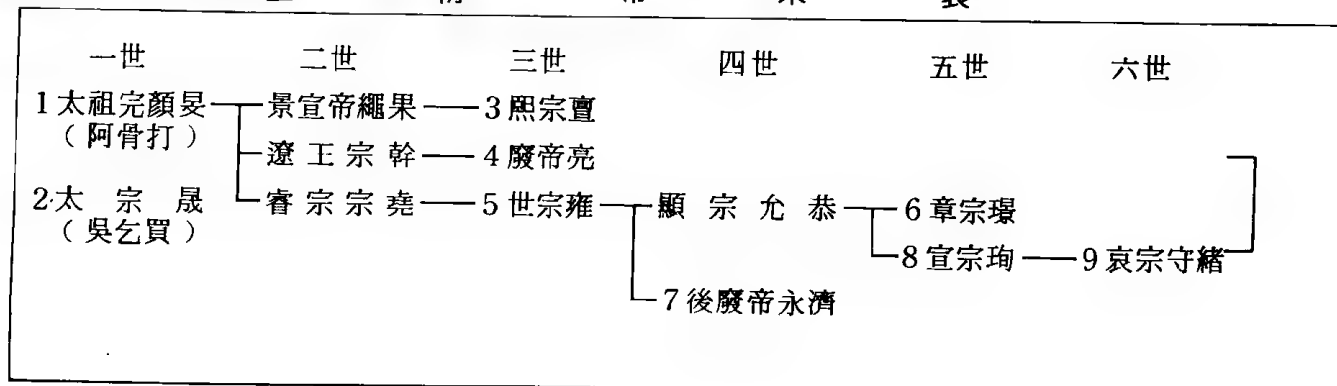 一世 二世 三世 四世 五世 六世
1 太祖完顏旻 景宣帝繩果 3 熙宗亶
（阿骨打）
遼王宗幹 4 廢帝亮
2 太宗晟 睿宗宗堯 5 世宗雍 顯宗允恭 6 章宗璟
（吳乞買）
8 宣宗珣 9 哀宗守緒
7 後廢帝永濟